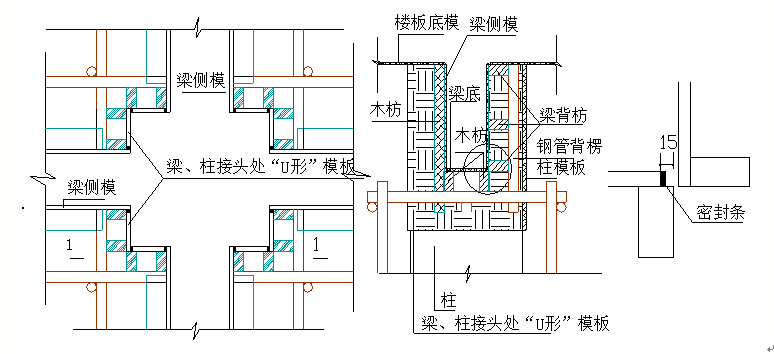 梁侧模
梁、柱接头处“U形”模板
梁侧模
1
1
楼板底模
梁侧模
梁底
木枋
木枋
梁背枋
钢管背楞
柱模板
柱
梁、柱接头处“U形”模板
15
密封条